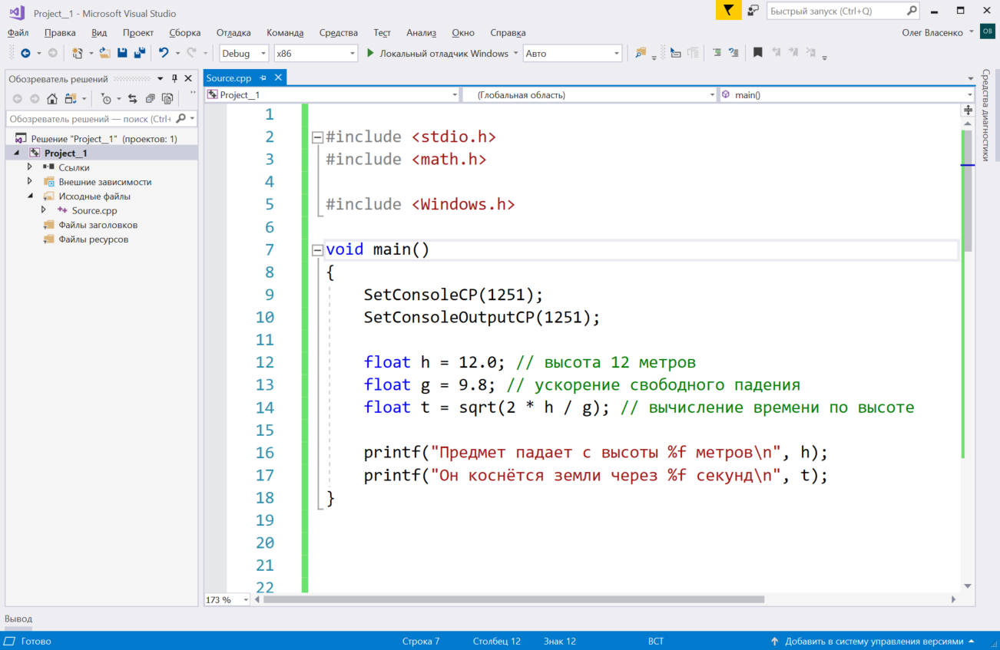 Project__1 - Microsoft Visual Studio
Быстрый запуск (Ctrl+Q)
Файл Правка Вид Проект Сборка Отладка Команда Средства Тест Анализ Окно Справка
Олег Власенко
ОВ
Debug x86 Локальный отладчик Windows Авто
Обозреватель решений
Обозреватель решений — поиск (Ctrl+
Решение "Project__1" (проектов: 1)
Project__1
Ссылки
Внешние зависимости
Исходные файлы
Source.cpp
Файлы заголовков
Файлы ресурсов
Source.cpp
Project__1 (Глобальная область) main()
1
2 #include <stdio.h>
3 #include <math.h>
4
5 #include <Windows.h>
6
7 void main()
8 {
9 SetConsoleCP(1251);
10 SetConsoleOutputCP(1251);
11
12 float h = 12.0; // высота 12 метров
13 float g = 9.8; // ускорение свободного падения
14 float t = sqrt(2 * h / g); // вычисление времени по высоте
15
16 printf("Предмет падает с высоты %f метров\n", h);
17 printf("Он коснётся земли через %f секунд\n", t);
18 }
19
20
21
22
173 %
Средства диагностики
Вывод
Готово Строка 7 Столбец 12 Знак 12 ВСТ Добавить в систему управления версиями